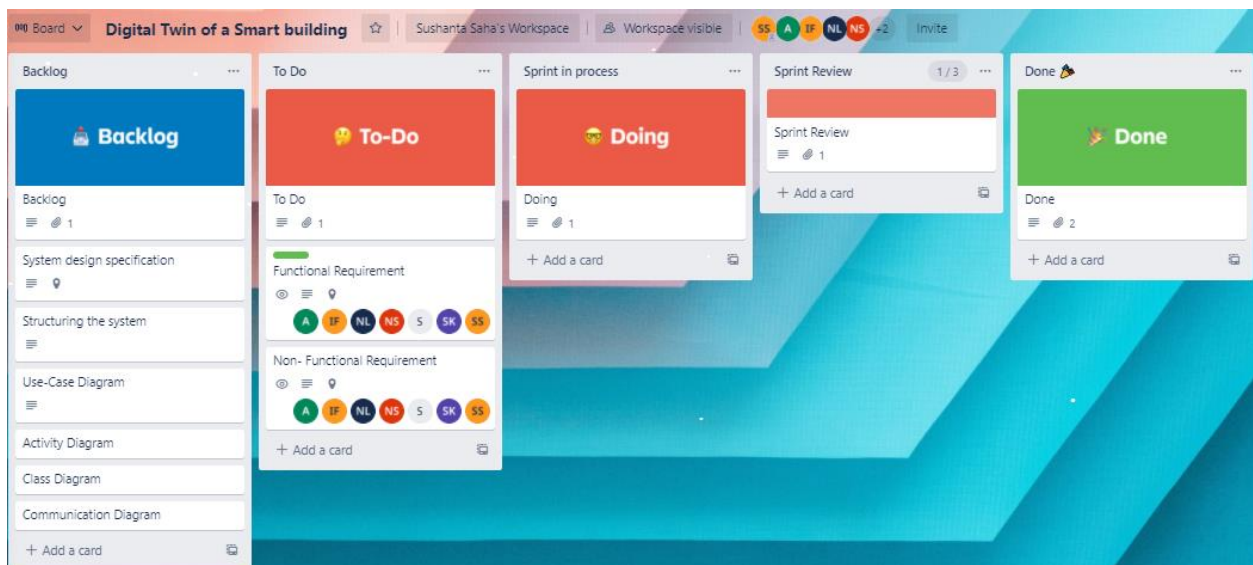 Board Digital Twin of a Smart building Sushanta Saha's Workspace Workspace visible SS A IF NL NS +2 Invite
Backlog
Backlog
Backlog
1
System design specification
Structuring the system
Use-Case Diagram
Activity Diagram
Class Diagram
Communication Diagram
+ Add a card
To Do
To-Do
To Do
1
Functional Requirement
A IF NL NS S SK SS
Non- Functional Requirement
A IF NL NS S SK SS
+ Add a card
Sprint in process
Doing
Doing
1
+ Add a card
Sprint Review 1 / 3
Sprint Review
1
+ Add a card
Done
Done
Done
2
+ Add a card